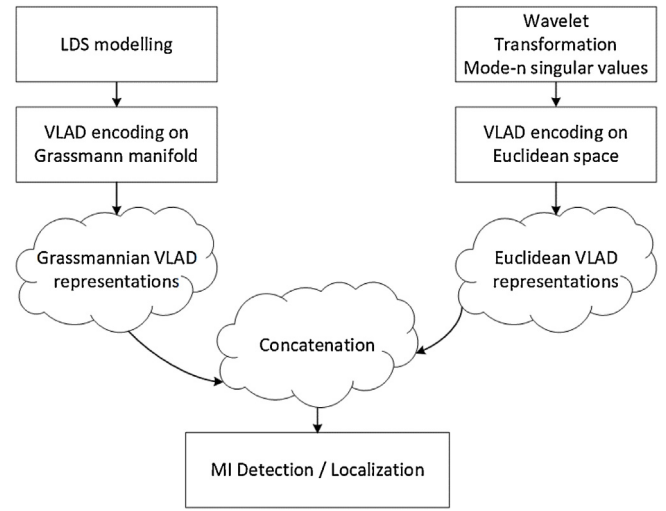 LDS modelling
Wavelet
Transformation
Mode-n singular values
VLAD encoding on
Grassmann manifold
VLAD encoding on
Euclidean space
Grassmannian VLAD
representations
Euclidean VLAD
representations
Concatenation
MI Detection / Localization